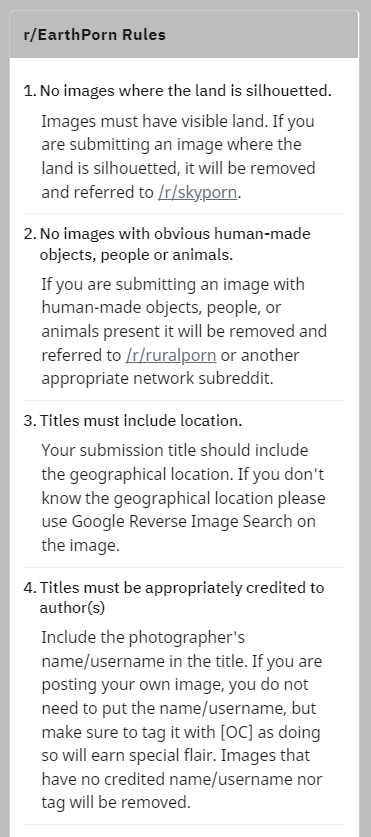 r/EarthPorn Rules
1. No images where the land is silhouetted.
Images must have visible land. If you
are submitting an image where the
land is silhouetted, it will be removed
and referred to /r/skyporn.
2. No images with obvious human-made
objects, people or animals.
If you are submitting an image with
human-made objects, people, or
animals present it will be removed and
referred to /r/ruralporn or another
appropriate network subreddit.
3. Titles must include location.
Your submission title should include
the geographical location. If you don't
know the geographical location please
use Google Reverse Image Search on
the image.
4. Titles must be appropriately credited to
author(s)
Include the photographer's
name/username in the title. If you are
posting your own image, you do not
need to put the name/username, but
make sure to tag it with [OC] as doing
so will earn special flair. Images that
have no credited name/username nor
tag will be removed.